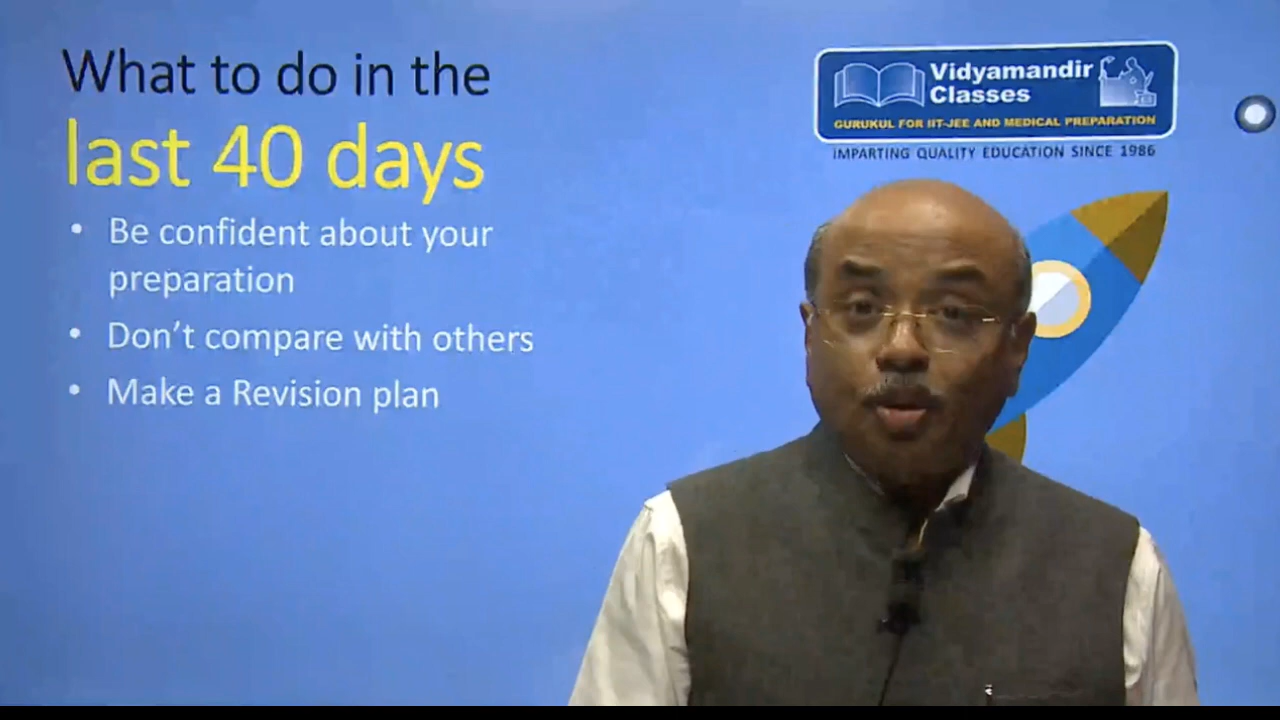 What to do in the
last 40 days
• Be confident about your
preparation
• Don't compare with others
• Make a Revision plan
Vidyamandir
Classes
GURUKUL FOR IIT-JEE AND MEDICAL PREPARATION
IMPARTING QUALITY EDUCATION SINCE 1986